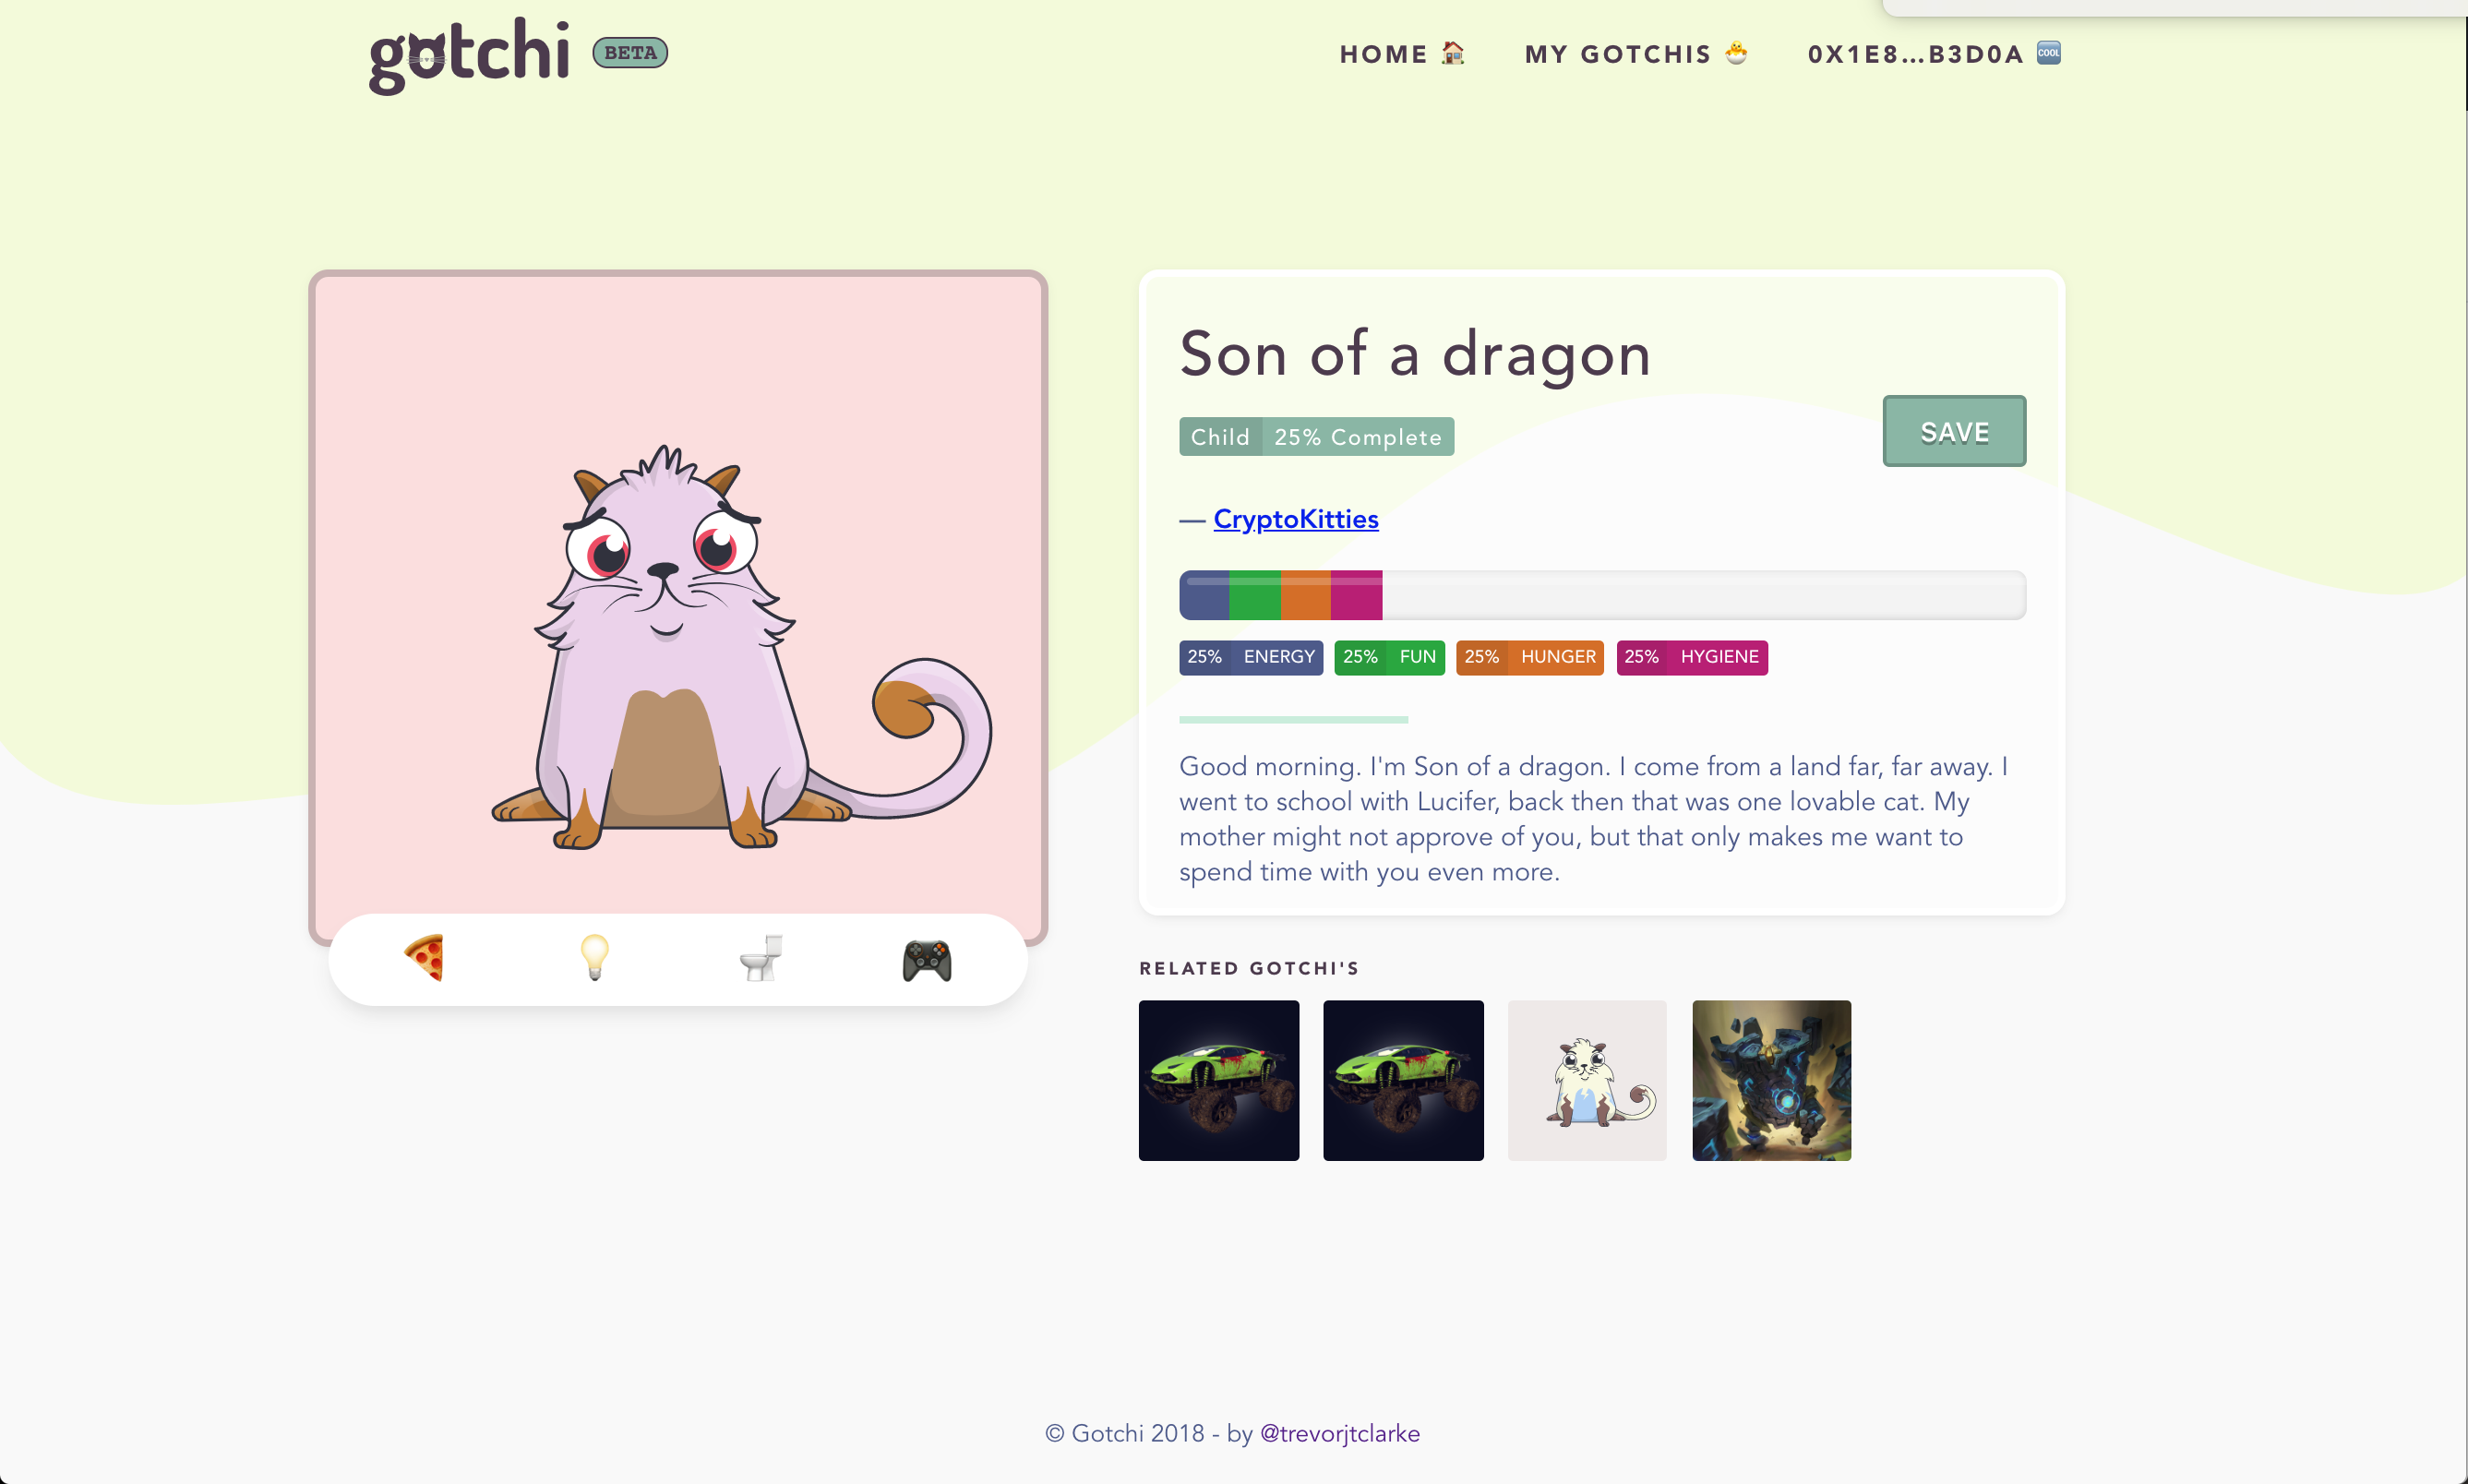 gotchi BETA
HOME MY GOTCHIS 0X1E8...B3D0A COOL
Son of a dragon
Child 25% Complete
SAVE
— CryptoKitties
25% ENERGY 25% FUN 25% HUNGER 25% HYGIENE
Good morning. I'm Son of a dragon. I come from a land far, far away. I
went to school with Lucifer, back then that was one lovable cat. My
mother might not approve of you, but that only makes me want to
spend time with you even more.
RELATED GOTCHI'S
© Gotchi 2018 - by @trevorjtclarke